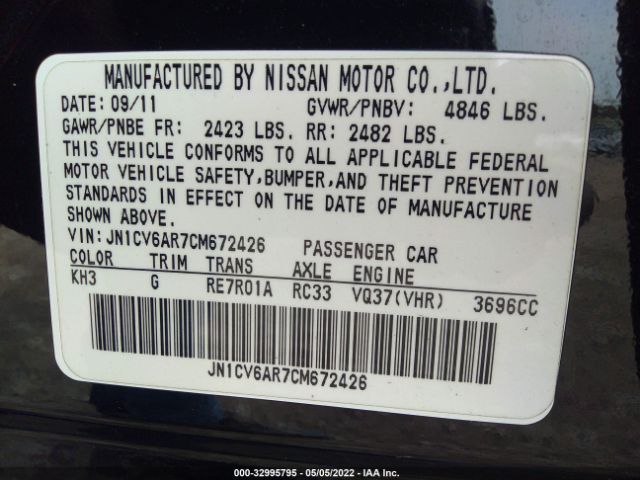 MANUFACTURED BY NISSAN MOTOR CO.,LTD.
DATE: 09/11 GVWR/PNBV: 4846 LBS.
GAWR/PNBE FR: 2423 LBS. RR: 2482 LBS.
THIS VEHICLE CONFORMS TO ALL APPLICABLE FEDERAL
MOTOR VEHICLE SAFETY,BUMPER,AND THEFT PREVENTION
STANDARDS IN EFFECT ON THE DATE OF MANUFACTURE
SHOWN ABOVE.
VIN: JN1CV6AR7CM672426 PASSENGER CAR
COLOR TRIM TRANS AXLE ENGINE
KH3 G RE7R01A RC33 VQ37(VHR) 3696CC
JN1CV6AR7CM672426
000-32995795 - 05/05/2022 - IAA Inc.